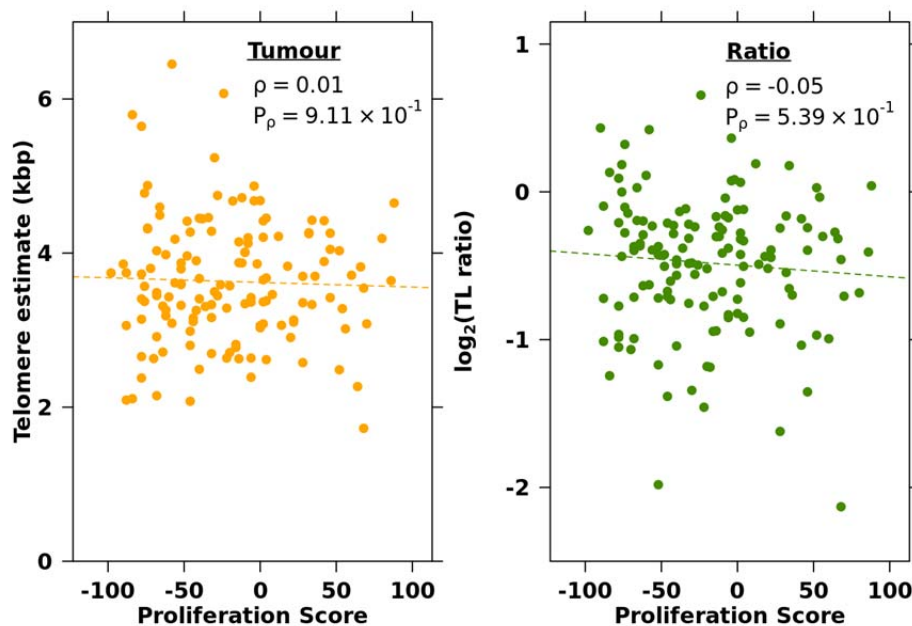 Tumour
ρ = 0.01
Pρ = 9.11 × 10⁻¹
Telomere estimate (kbp)
6
4
2
0
-100 -50 0 50 100
Proliferation Score
Ratio
ρ = -0.05
Pρ = 5.39 × 10⁻¹
log₂(TL ratio)
1
0
-1
-2
-100 -50 0 50 100
Proliferation Score